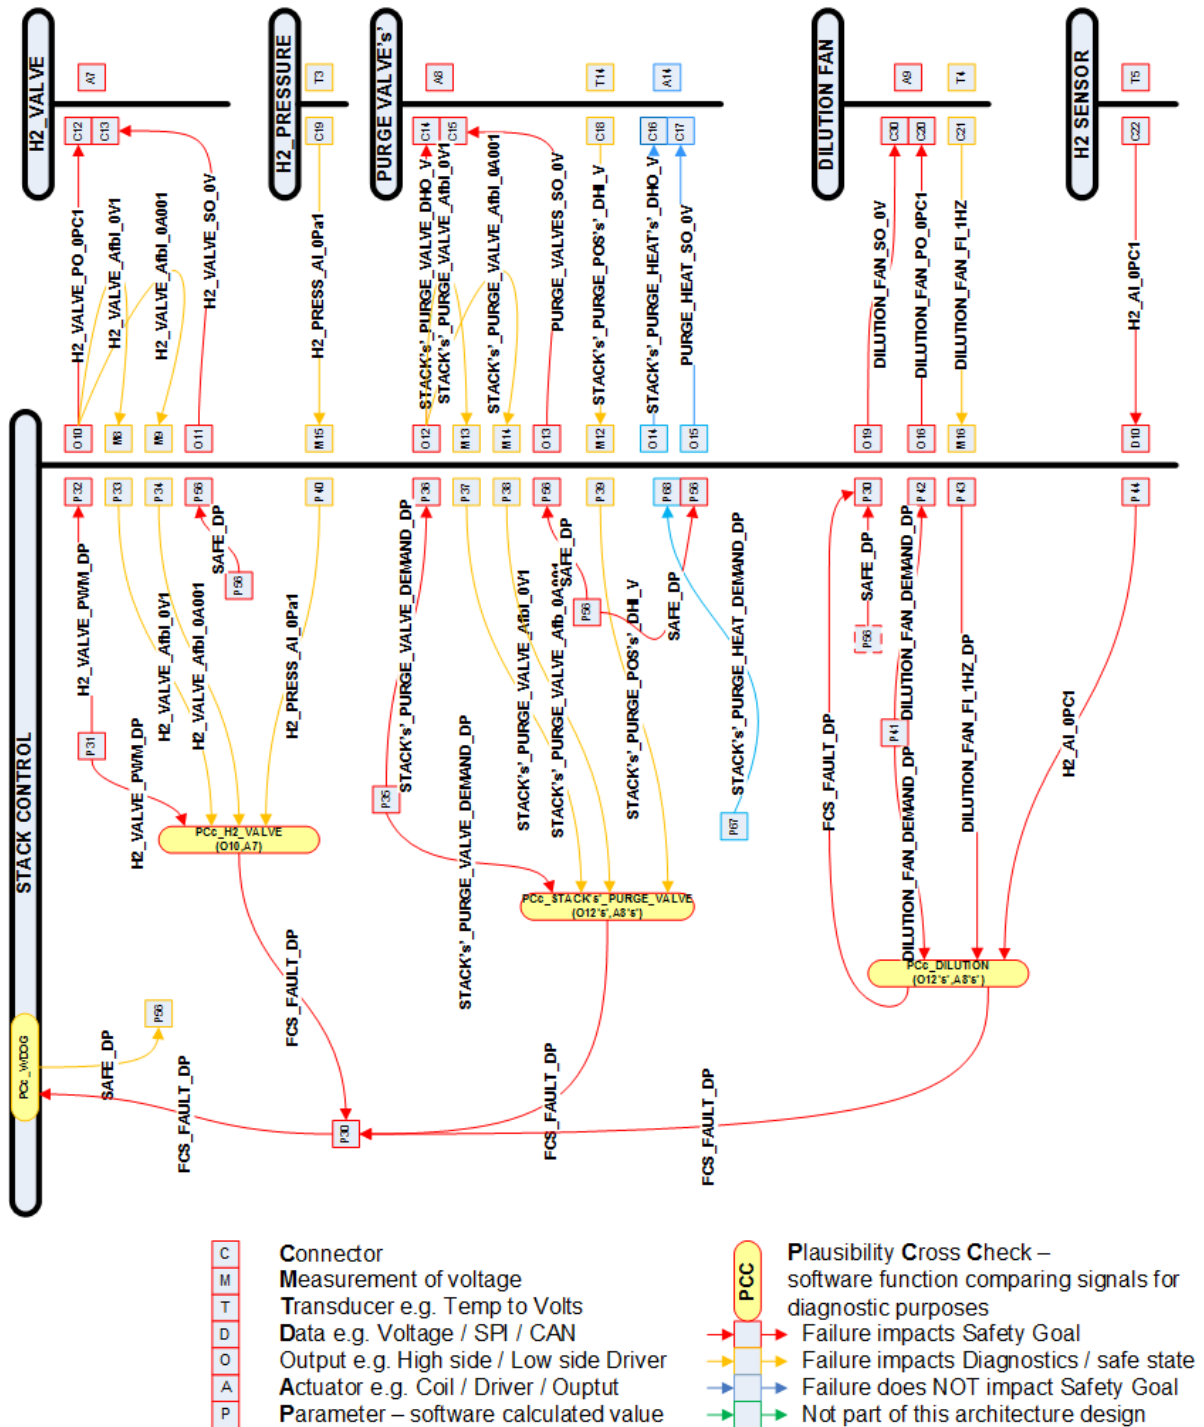 H2_VALVE
A7
C12
C13
H2_PRESSURE
T3
C19
PURGE VALVE's'
A8
C14
C15
T14
C18
A14
C16
C17
DILUTION FAN
A9
C30
C20
T4
C21
H2 SENSOR
T5
C22
H2_VALVE_PO_0PC1
H2_VALVE_Afbl_0V1
H2_VALVE_Afbl_0A001
H2_VALVE_SO_0V
H2_PRESS_AI_0Pa1
STACK's'_PURGE_VALVE_DHO_V
STACK's'_PURGE_VALVE_Afbl_0V1
STACK's'_PURGE_VALVE_Afbl_0A001
PURGE_VALVES_SO_0V
STACK's'_PURGE_POS's'_DHI_V
STACK's'_PURGE_HEAT's'_DHO_V
PURGE_HEAT_SO_0V
DILUTION_FAN_SO_0V
DILUTION_FAN_PO_0PC1
DILUTION_FAN_FI_1HZ
H2_AI_0PC1
O10
M8
M9
O11
M15
O12
M13
M14
O13
M12
O14
O15
O19
O16
M16
D10
STACK CONTROL
P32
P33
P34
P56
P40
P36
P37
P38
P56
P39
P68
P56
P30
P42
P43
P44
H2_VALVE_PWM_DP
H2_VALVE_Afbl_0V1
H2_VALVE_Afbl_0A001
SAFE_DP
P56
H2_PRESS_AI_0Pa1
P31
H2_VALVE_PWM_DP
PCc_H2_VALVE
(O10,A7)
STACK's'_PURGE_VALVE_DEMAND_DP
P35
STACK's'_PURGE_VALVE_DEMAND_DP
STACK's'_PURGE_VALVE_Afbl_0V1
STACK's'_PURGE_VALVE_Afb_0A001
SAFE_DP
P56
STACK's'_PURGE_POS's'_DHI_V
SAFE_DP
STACK's'_PURGE_HEAT_DEMAND_DP
P67
PCc_STACK's'_PURGE_VALVE
(O12's',A8's')
FCS_FAULT_DP
SAFE_DP
P56
DILUTION_FAN_DEMAND_DP
P41
DILUTION_FAN_DEMAND_DP
DILUTION_FAN_FI_1HZ_DP
H2_AI_0PC1
PCc_DILUTION
(O12's',A8's')
PCc_WDOG
P56
SAFE_DP
FCS_FAULT_DP
FCS_FAULT_DP
P30
FCS_FAULT_DP
FCS_FAULT_DP
C Connector
M Measurement of voltage
T Transducer e.g. Temp to Volts
D Data e.g. Voltage / SPI / CAN
O Output e.g. High side / Low side Driver
A Actuator e.g. Coil / Driver / Ouptut
P Parameter – software calculated value
PCC
Plausibility Cross Check –
software function comparing signals for
diagnostic purposes
Failure impacts Safety Goal
Failure impacts Diagnostics / safe state
Failure does NOT impact Safety Goal
Not part of this architecture design